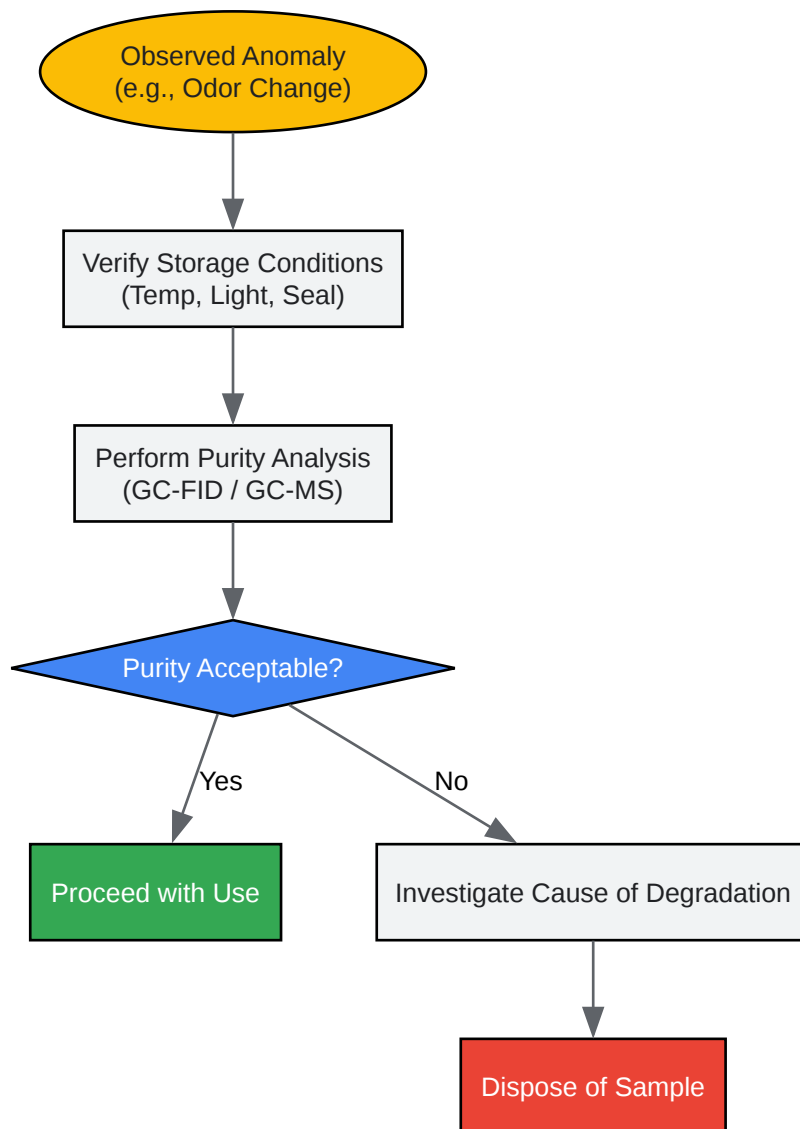 Observed Anomaly
(e.g., Odor Change)
Verify Storage Conditions
(Temp, Light, Seal)
Perform Purity Analysis
(GC-FID / GC-MS)
Purity Acceptable?
Yes
No
Proceed with Use
Investigate Cause of Degradation
Dispose of Sample